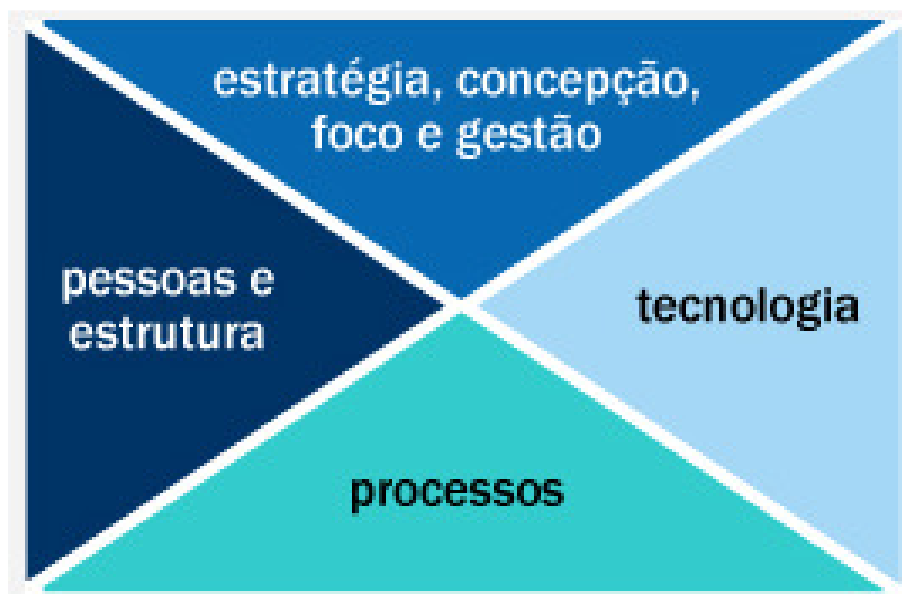 estratégia, concepção,
foco e gestão
pessoas e
estrutura
tecnologia
processos